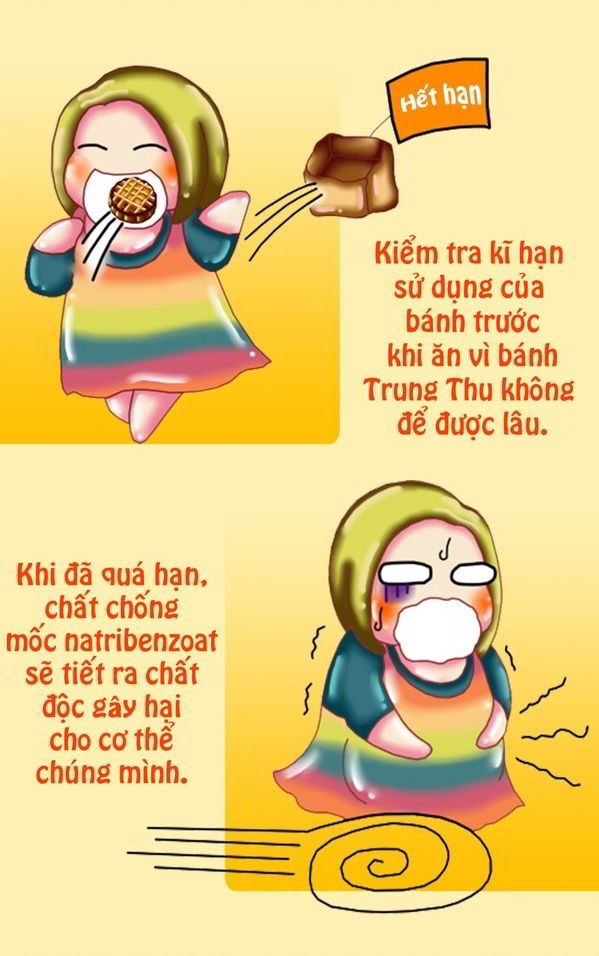 Hết hạn
Kiểm tra kĩ hạn
sử dụng của
bánh trước
khi ăn vì bánh
Trung Thu không
để được lâu.
Khi đã quá hạn,
chất chống
mốc natribenzoat
sẽ tiết ra chất
độc gây hại
cho cơ thể
chúng mình.